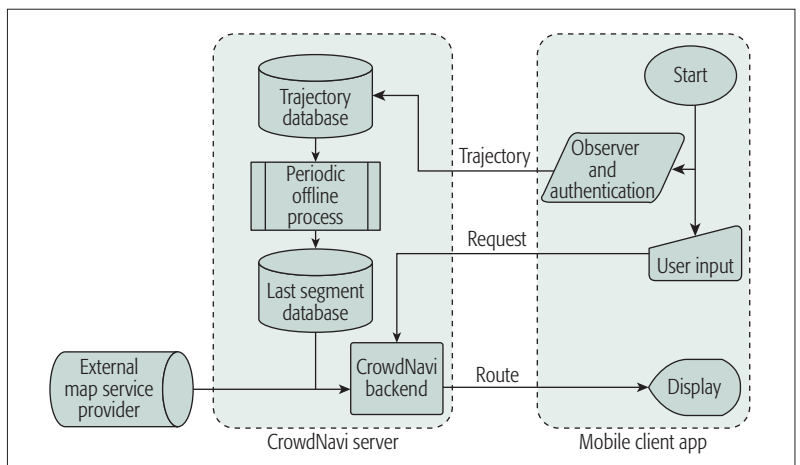 Start
Trajectory
database
Trajectory
Observer
and
authentication
Periodic
offline
process
Request
User input
Last segment
database
External
map service
provider
CrowdNavi
backend
Route
Display
CrowdNavi server
Mobile client app